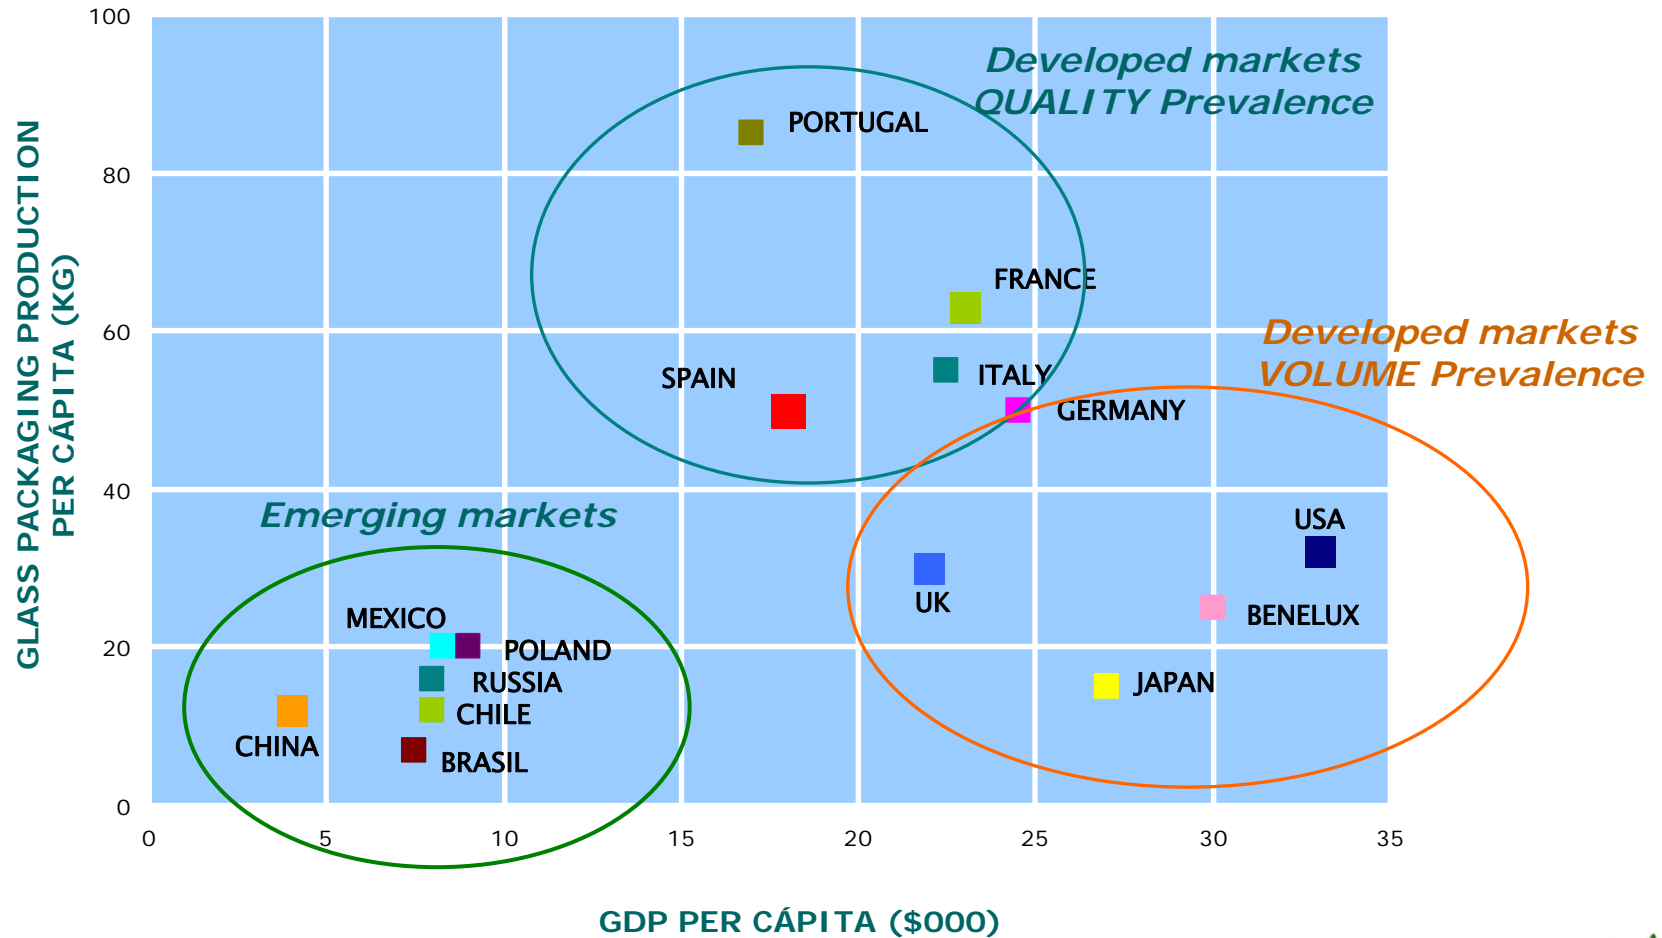 100
Developed markets
QUALITY Prevalence
PORTUGAL
80
FRANCE
60
Developed markets
VOLUME Prevalence
SPAIN
ITALY
GERMANY
40
Emerging markets
USA
UK
BENELUX
MEXICO
20
POLAND
RUSSIA
JAPAN
CHILE
CHINA
BRASIL
0
0 5 10 15 20 25 30 35
GLASS PACKAGING PRODUCTION
PER CÁPITA (KG)
GDP PER CÁPITA ($000)